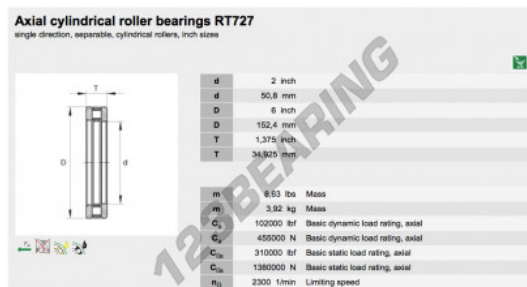 Axial cylindrical roller bearings RT727
single direction, separable, cylindrical rollers, inch sizes
T
D
d
d 2 inch
d 50,8 mm
D 6 inch
D 152,4 mm
T 1,375 inch
T 34,925 mm
m 8,63 lbs Mass
m 3,92 kg Mass
Ca 102000 lbf Basic dynamic load rating, axial
Ca 455000 N Basic dynamic load rating, axial
C0a 310000 lbf Basic static load rating, axial
C0a 1380000 N Basic static load rating, axial
nG 2300 1/min Limiting speed
123BEARING